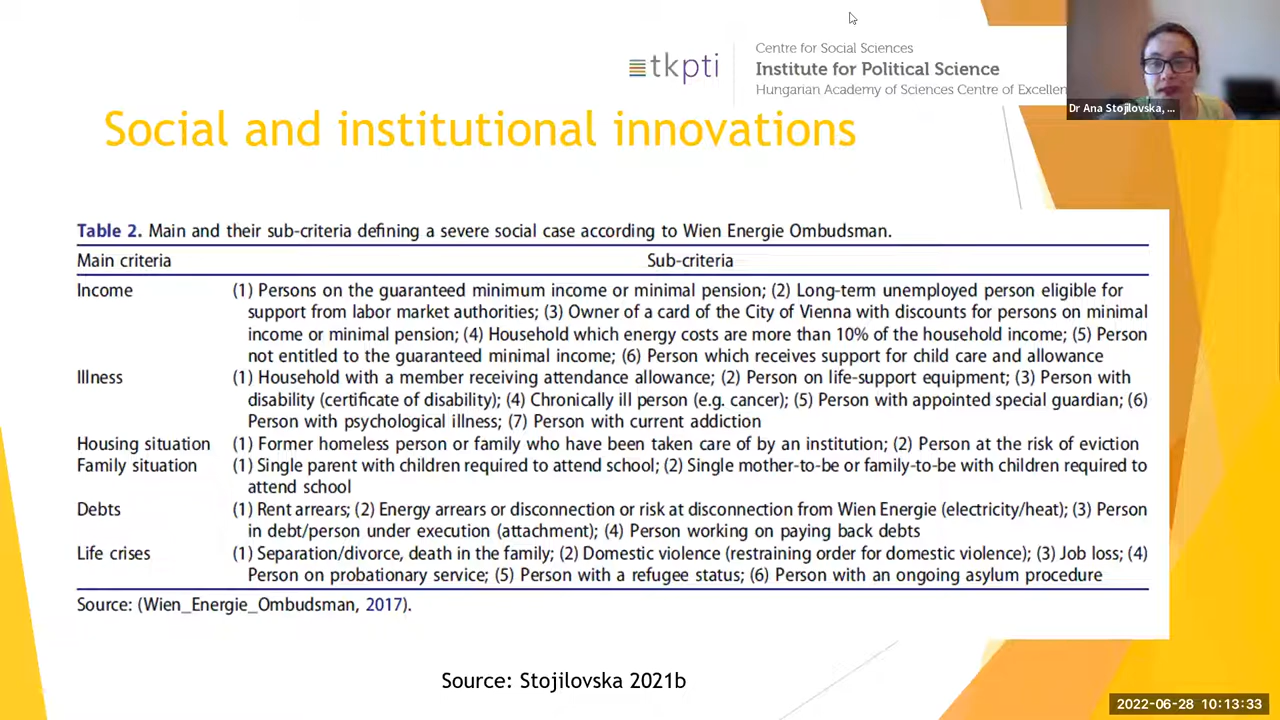 tkpti
Centre for Social Sciences
Institute for Political Science
Hungarian Academy of Sciences Centre of Excellen
Dr Ana Stojilovska, ...
Social and institutional innovations
Table 2. Main and their sub-criteria defining a severe social case according to Wien Energie Ombudsman.
Main criteria Sub-criteria
Income (1) Persons on the guaranteed minimum income or minimal pension; (2) Long-term unemployed person eligible for
support from labor market authorities; (3) Owner of a card of the City of Vienna with discounts for persons on minimal
income or minimal pension; (4) Household which energy costs are more than 10% of the household income; (5) Person
not entitled to the guaranteed minimal income; (6) Person which receives support for child care and allowance
Illness (1) Household with a member receiving attendance allowance; (2) Person on life-support equipment; (3) Person with
disability (certificate of disability); (4) Chronically ill person (e.g. cancer); (5) Person with appointed special guardian; (6)
Person with psychological illness; (7) Person with current addiction
Housing situation (1) Former homeless person or family who have been taken care of by an institution; (2) Person at the risk of eviction
Family situation (1) Single parent with children required to attend school; (2) Single mother-to-be or family-to-be with children required to
attend school
Debts (1) Rent arrears; (2) Energy arrears or disconnection or risk at disconnection from Wien Energie (electricity/heat); (3) Person
in debt/person under execution (attachment); (4) Person working on paying back debts
Life crises (1) Separation/divorce, death in the family; (2) Domestic violence (restraining order for domestic violence); (3) Job loss; (4)
Person on probationary service; (5) Person with a refugee status; (6) Person with an ongoing asylum procedure
Source: (Wien_Energie_Ombudsman, 2017).
Source: Stojilovska 2021b
2022-06-28 10:13:33